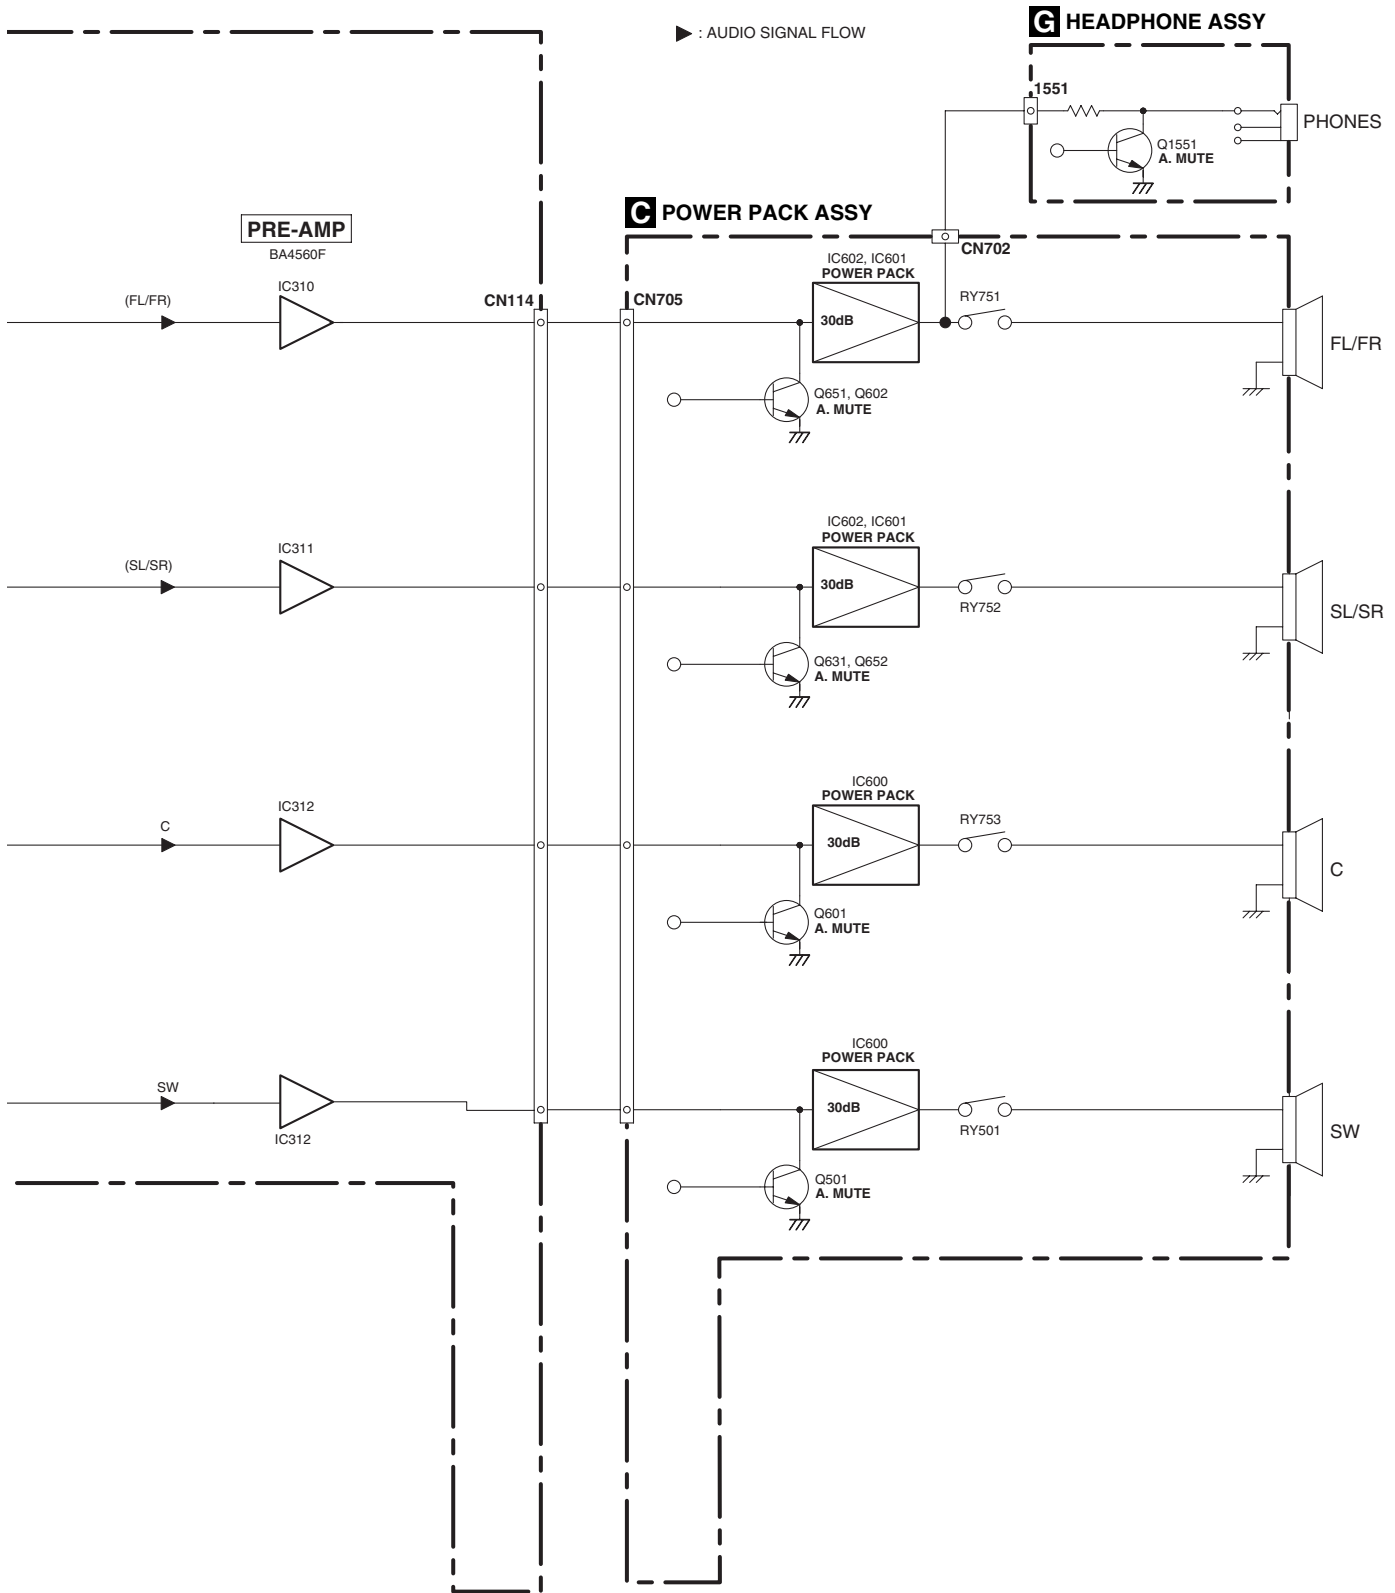 : AUDIO SIGNAL FLOW
G HEADPHONE ASSY
1551
PHONES
Q1551
A. MUTE
C POWER PACK ASSY
PRE-AMP
BA4560F
CN702
IC602, IC601
POWER PACK
IC310
(FL/FR)
CN114
CN705
RY751
30dB
FL/FR
Q651, Q602
A. MUTE
IC602, IC601
POWER PACK
IC311
(SL/SR)
30dB
RY752
SL/SR
Q631, Q652
A. MUTE
IC600
POWER PACK
IC312
C
RY753
30dB
C
Q601
A. MUTE
IC600
POWER PACK
SW
30dB
RY501
SW
IC312
Q501
A. MUTE